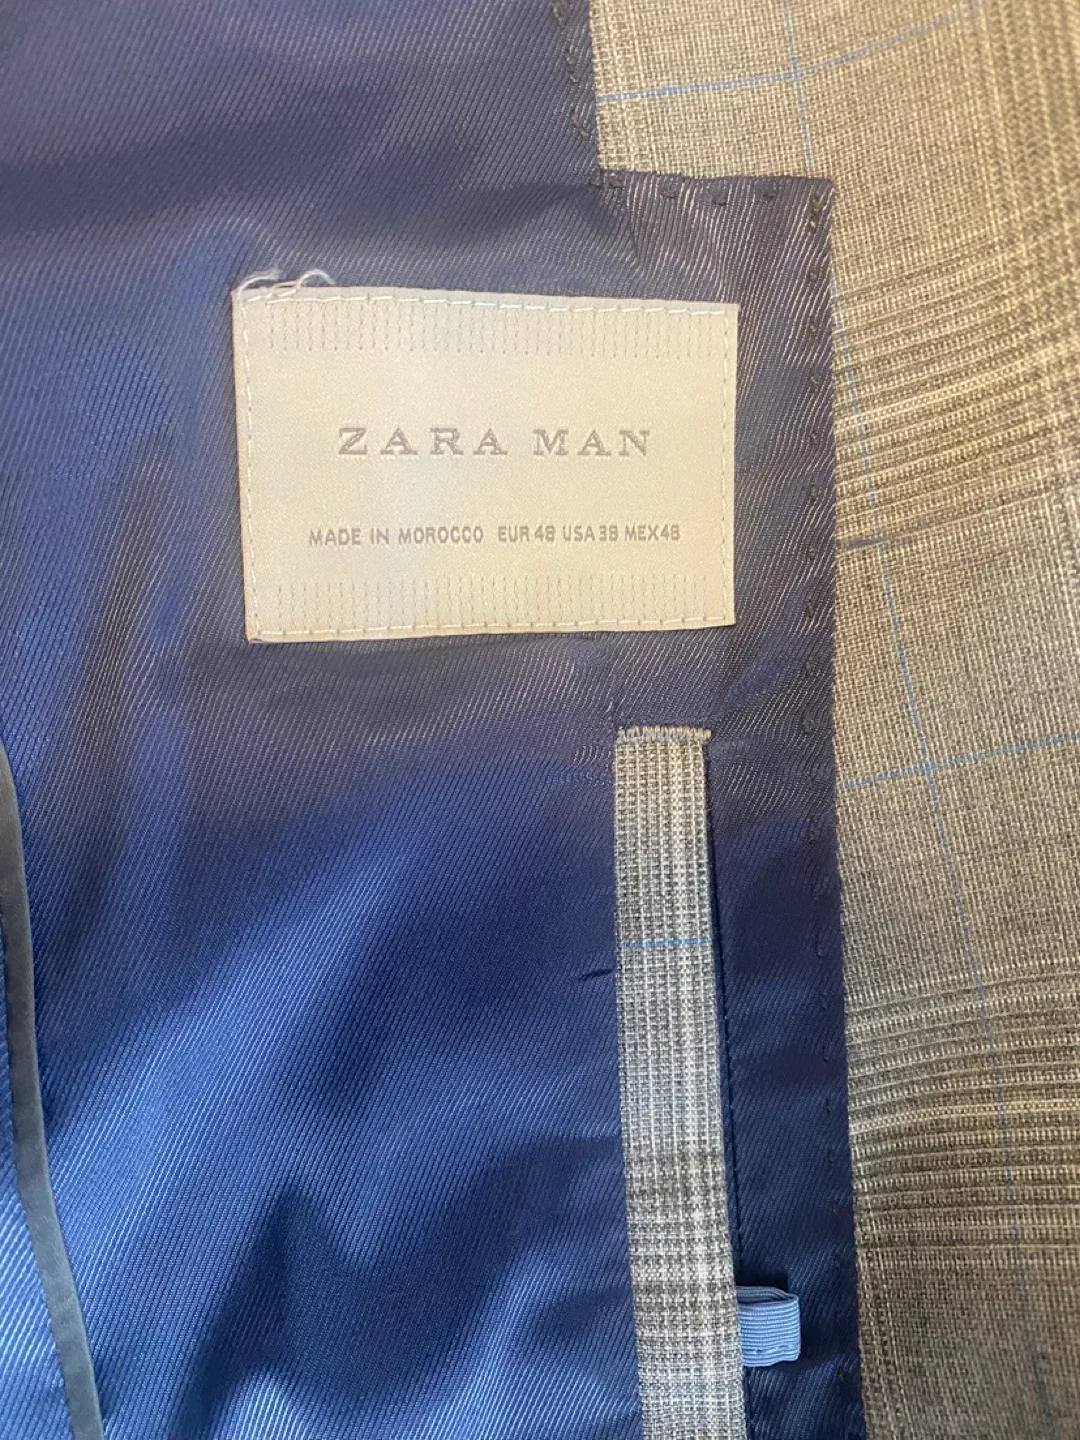 ZARA MAN
MADE IN MOROCCO EUR 48 USA 38 MEX 48